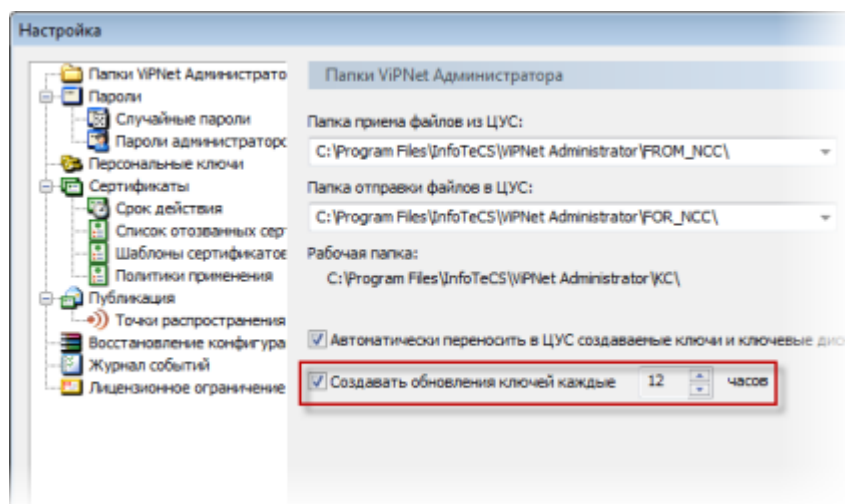 Настройка
Папки ViPNet Администрато
Пароли
Случайные пароли
Пароли администраторс
Персональные ключи
Сертификаты
Срок действия
Список отозванных сер
Шаблоны сертификатов
Политики применения
Публикация
Точки распространения
Восстановление конфигура
Журнал событий
Лицензионное ограничение
Папки ViPNet Администратора
Папка приема файлов из ЦУС:
C:\Program Files\InfoTeCS\ViPNet Administrator\FROM_NCC\
Папка отправки файлов в ЦУС:
C:\Program Files\InfoTeCS\ViPNet Administrator\FOR_NCC\
Рабочая папка:
C:\Program Files\InfoTeCS\ViPNet Administrator\KC\
Автоматически переносить в ЦУС создаваемые ключи и ключевые дис
Создавать обновления ключей каждые 12 часов